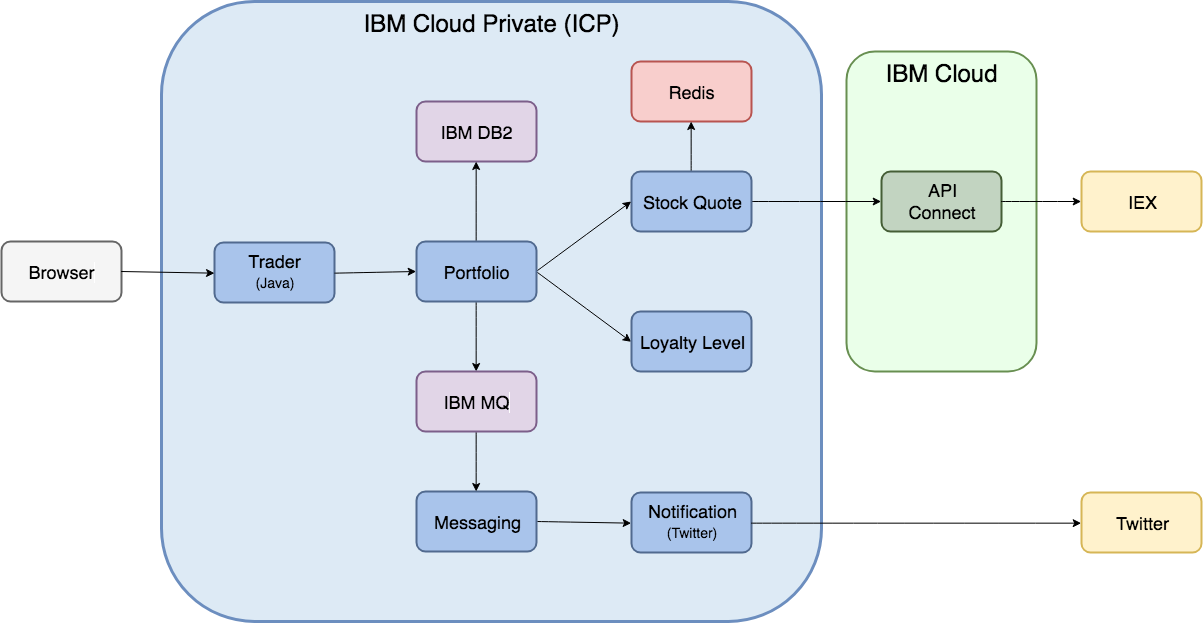 IBM Cloud Private (ICP)
IBM Cloud
Redis
IBM DB2
Stock Quote
API
Connect
IEX
Browser
Trader
(Java)
Portfolio
Loyalty Level
IBM MQ
Messaging
Notification
(Twitter)
Twitter